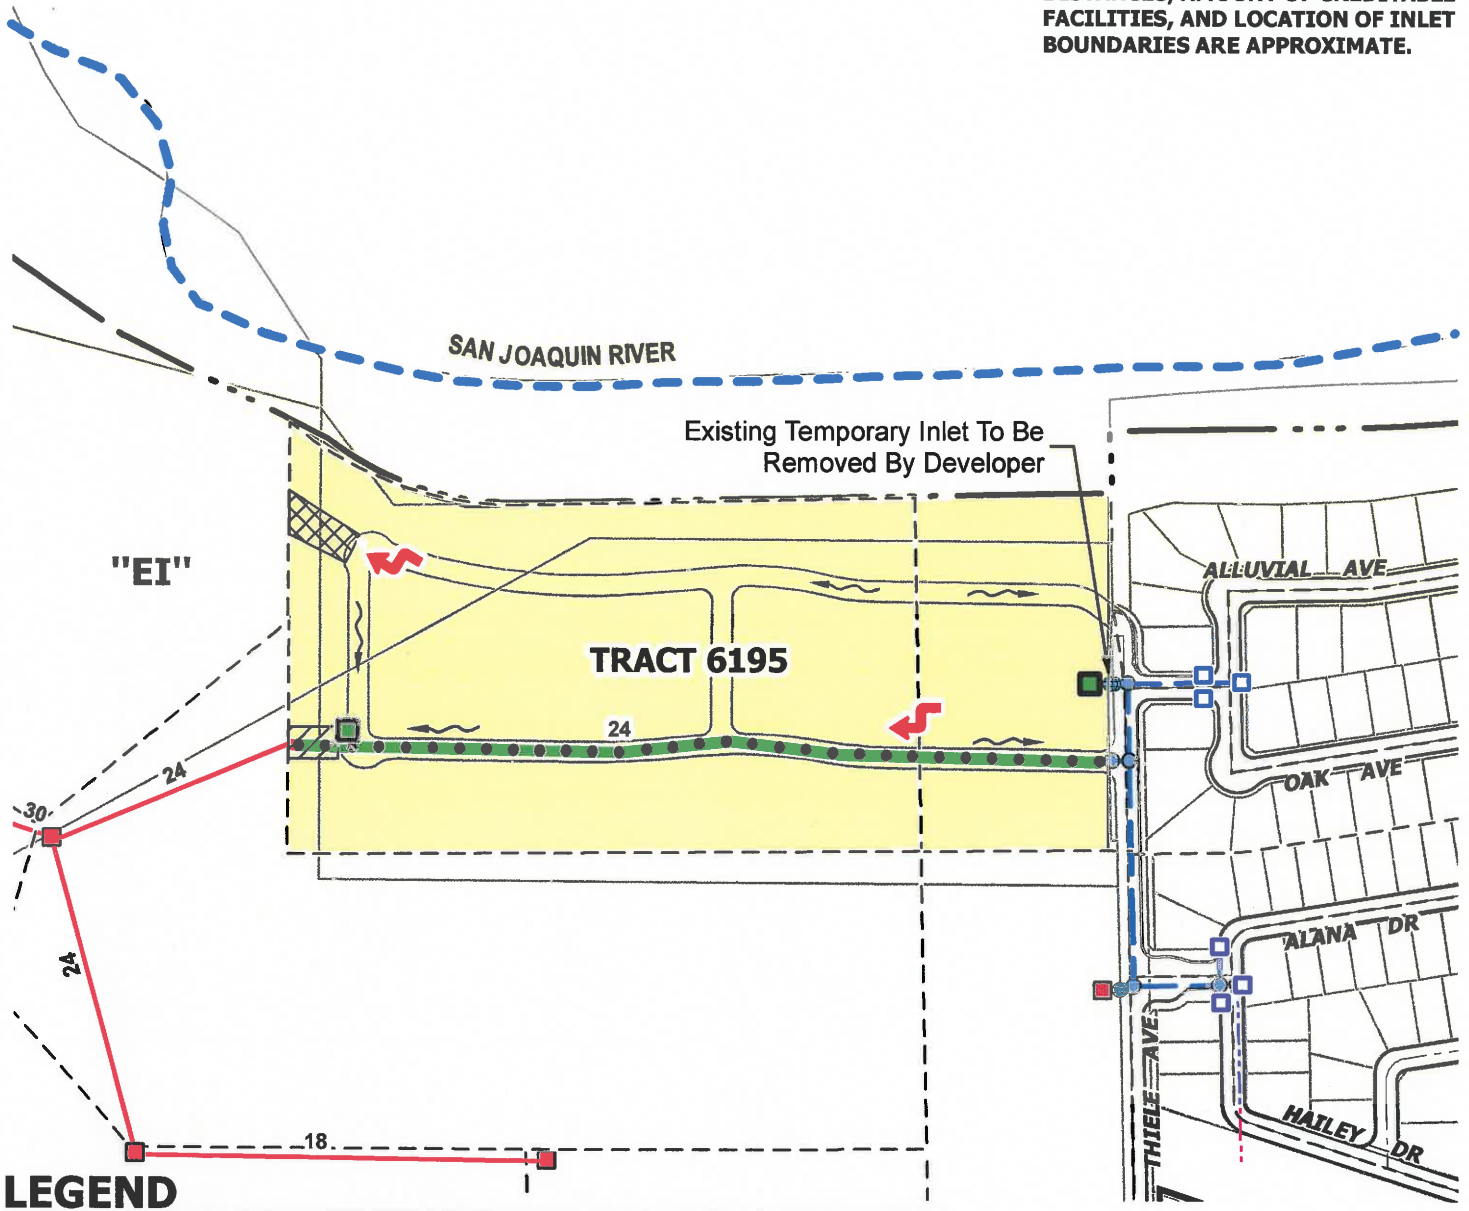 FACILITIES, AND LOCATION OF INLET
BOUNDARIES ARE APPROXIMATE.
SAN JOAQUIN RIVER
Existing Temporary Inlet To Be
Removed By Developer
"EI"
ALLUVIAL AVE
TRACT 6195
24
24
OAK AVE
30
ALANA DR
24
THIELE AVE
HAILEY DR
18
LEGEND